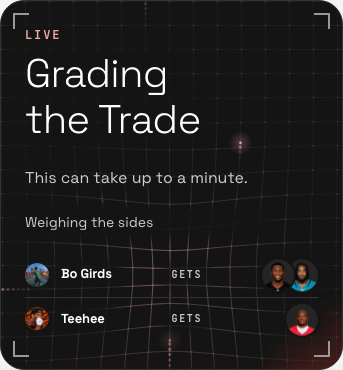 LIVE
Grading
the Trade
This can take up to a minute.
Weighing the sides
Bo Girds GETS
Teehee GETS